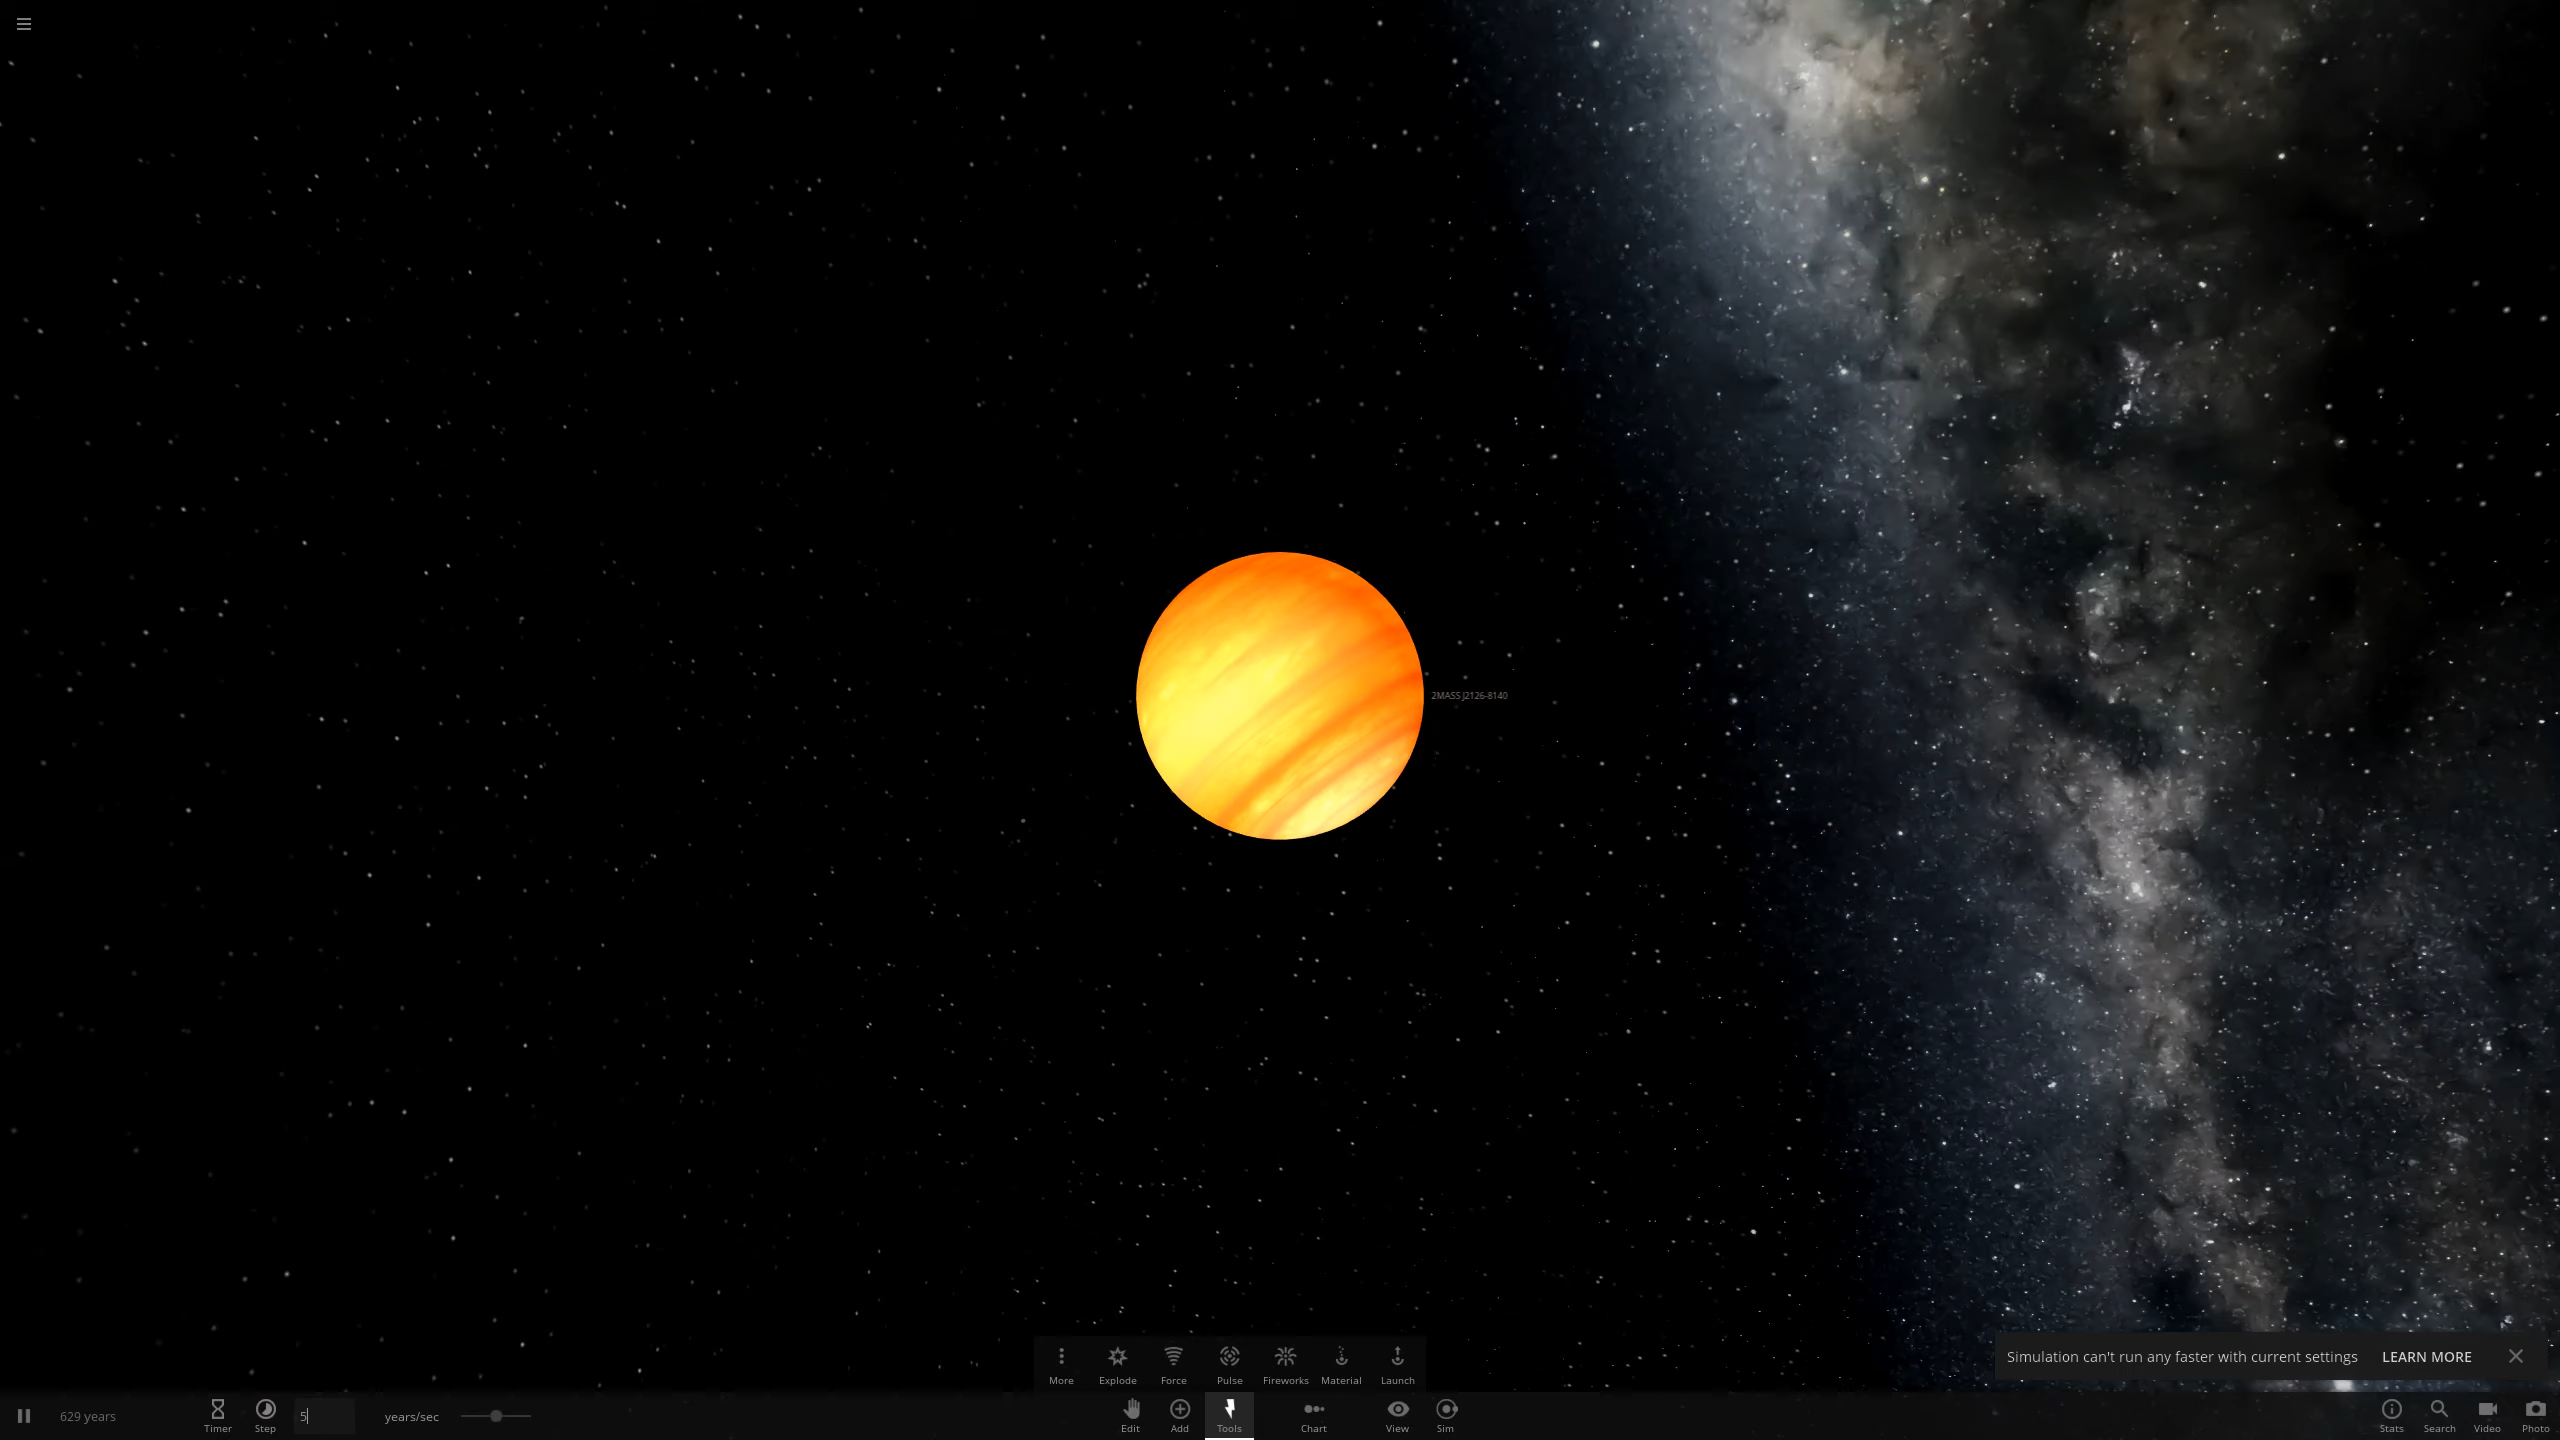 2MASS J2126-8140
More
Explode
Force
Pulse
Fireworks
Material
Launch
Simulation can't run any faster with current settings
LEARN MORE
629 years
Timer
Step
5
years/sec
Edit
Add
Tools
Chart
View
Sim
Stats
Search
Video
Photo